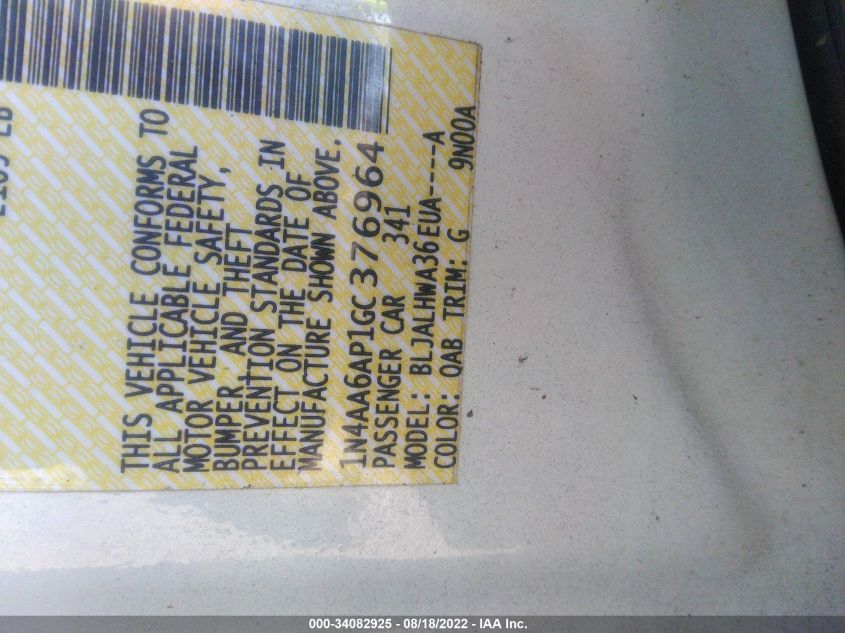 THIS VEHICLE CONFORMS TO
ALL APPLICABLE FEDERAL
MOTOR VEHICLE SAFETY,
BUMPER, AND THEFT
PREVENTION STANDARDS IN
EFFECT ON THE DATE OF
MANUFACTURE SHOWN ABOVE.
1N4AA6AP1GC376964
PASSENGER CAR 341
MODEL: BLJALHWA36EUA----A
COLOR: QAB TRIM: G 9N00A
000-34082925 - 08/18/2022 - IAA Inc.